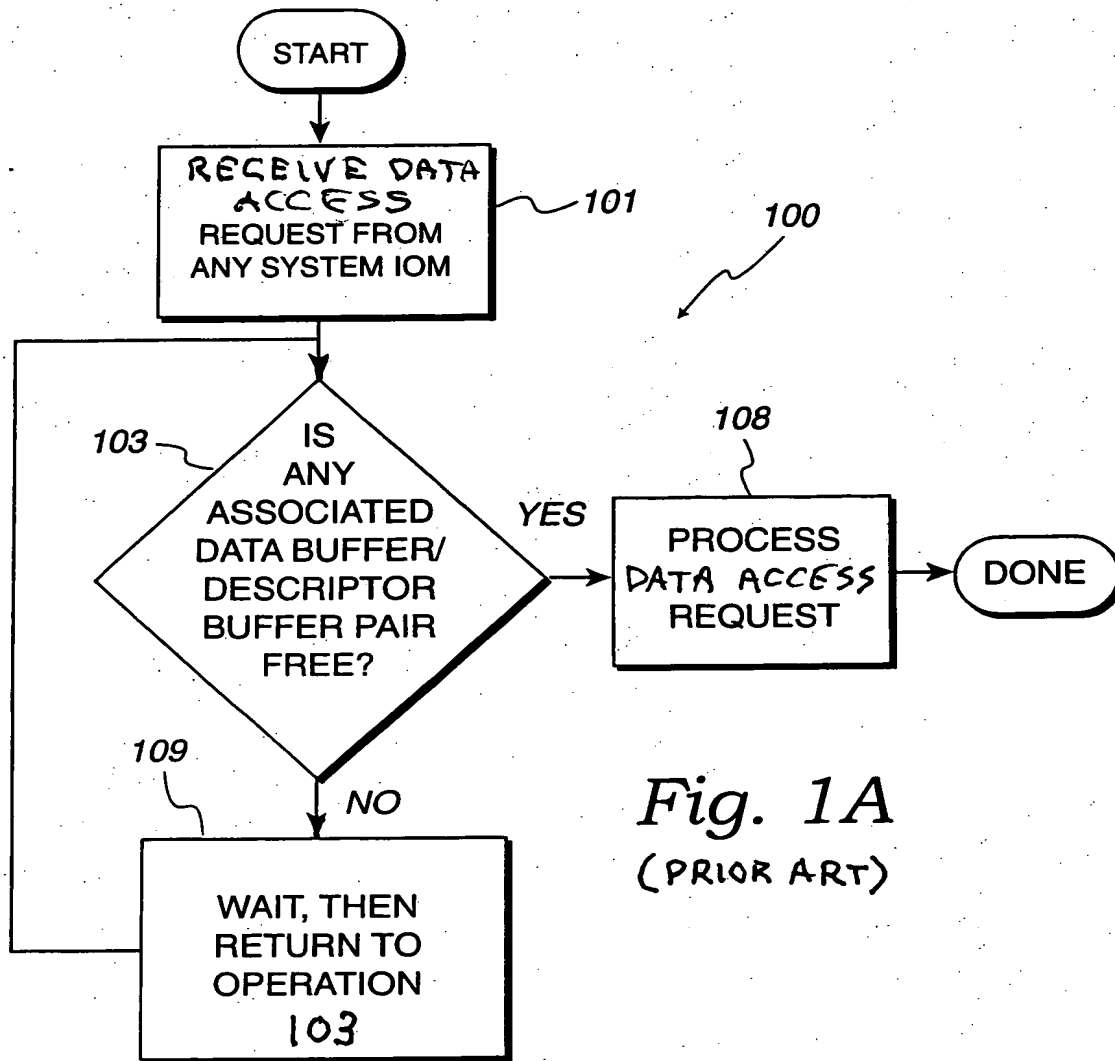 START
RECEIVE DATA
ACCESS
REQUEST FROM
ANY SYSTEM IOM
101
100
103
IS
ANY
ASSOCIATED
DATA BUFFER/
DESCRIPTOR
BUFFER PAIR
FREE?
YES
108
PROCESS
DATA ACCESS
REQUEST
DONE
109
NO
WAIT, THEN
RETURN TO
OPERATION
103
Fig. 1A
(PRIOR ART)